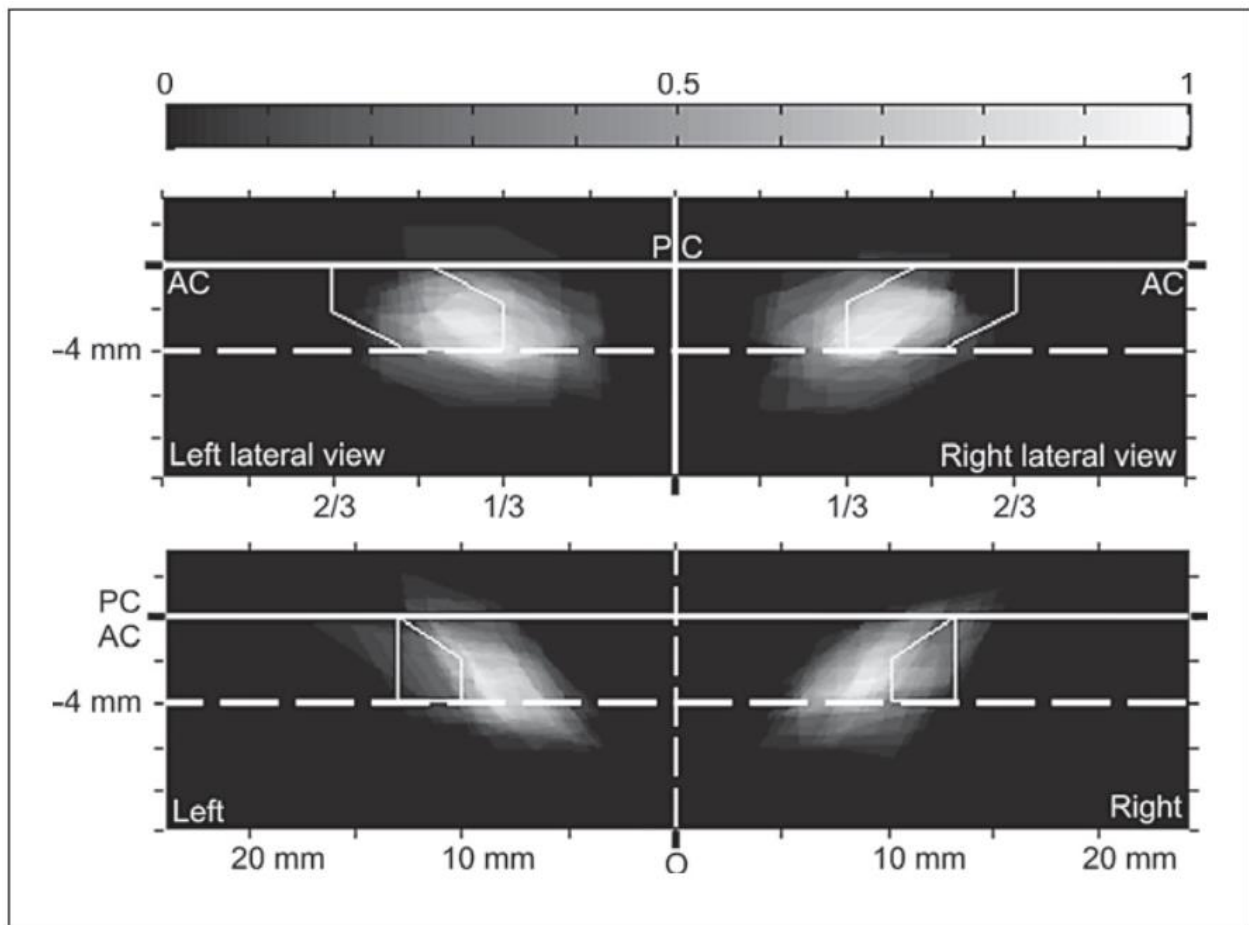 0 0.5 1
PC
AC AC
–4 mm
Left lateral view Right lateral view
2/3 1/3 1/3 2/3
PC
AC
–4 mm
Left Right
20 mm 10 mm 0 10 mm 20 mm